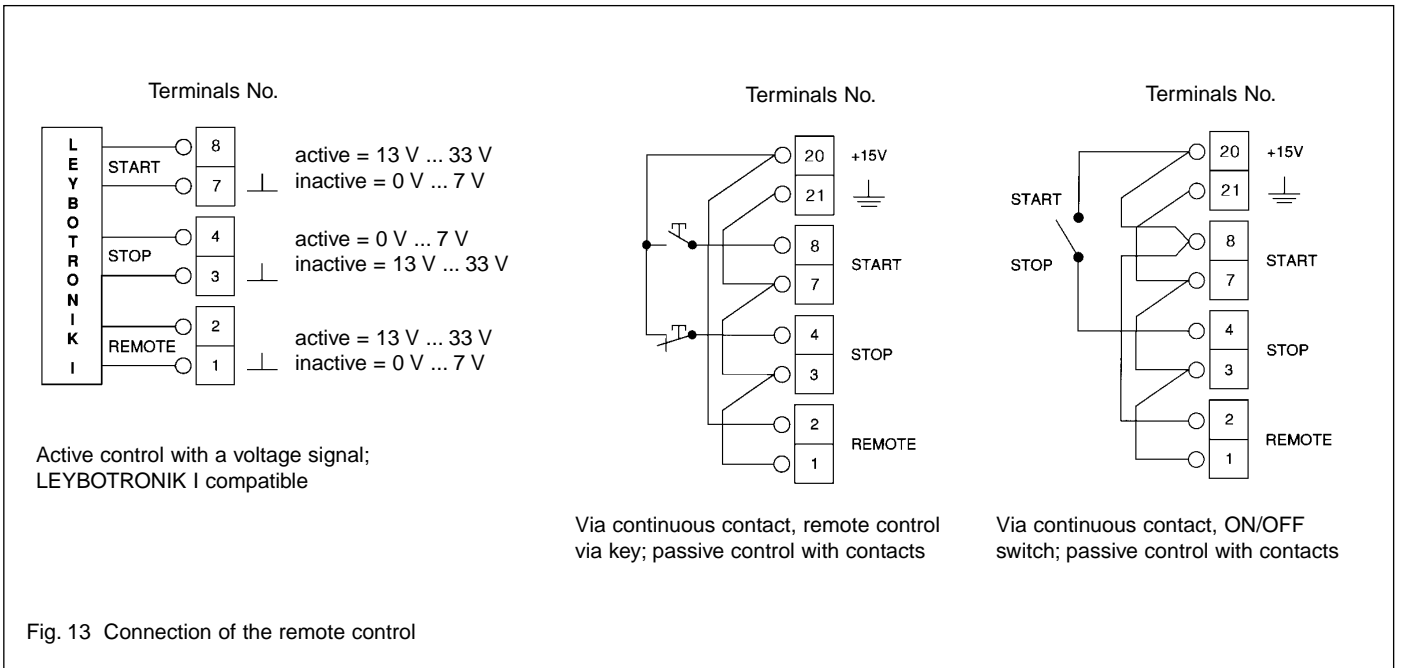 Terminals No.
LEYBOTRONIK I
START
8
7
active = 13 V ... 33 V
inactive = 0 V ... 7 V
STOP
4
3
active = 0 V ... 7 V
inactive = 13 V ... 33 V
REMOTE
2
1
active = 13 V ... 33 V
inactive = 0 V ... 7 V
Active control with a voltage signal;
LEYBOTRONIK I compatible
Terminals No.
20 +15V
21
8
START
7
4
STOP
3
2
REMOTE
1
Via continuous contact, remote control
via key; passive control with contacts
Terminals No.
START
STOP
20 +15V
21
8
START
7
4
STOP
3
2
REMOTE
1
Via continuous contact, ON/OFF
switch; passive control with contacts
Fig. 13 Connection of the remote control